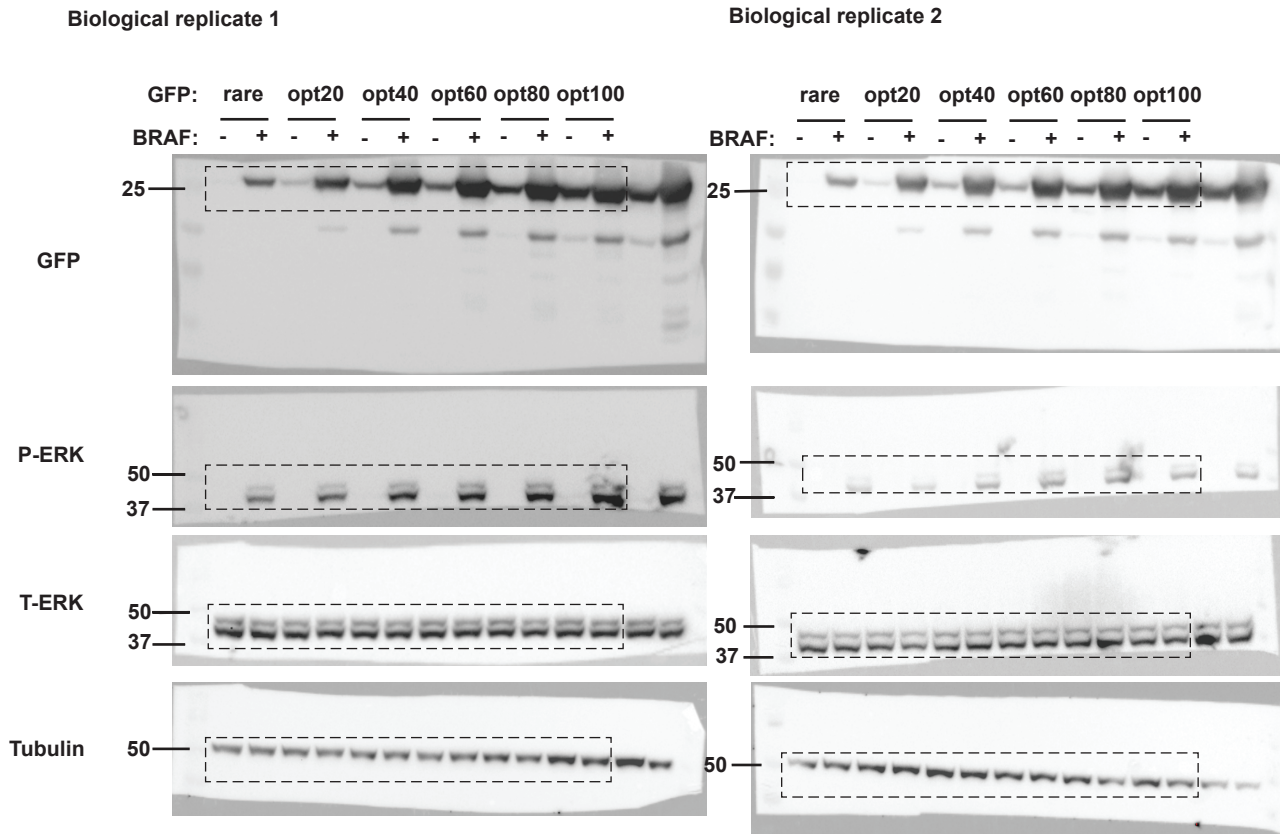 Biological replicate 1
Biological replicate 2
GFP: rare opt20 opt40 opt60 opt80 opt100
BRAF: - + - + - + - + - + - +
rare opt20 opt40 opt60 opt80 opt100
BRAF: - + - + - + - + - + - +
GFP
25
25
P-ERK
50
37
50
37
T-ERK
50
37
50
37
Tubulin
50
50